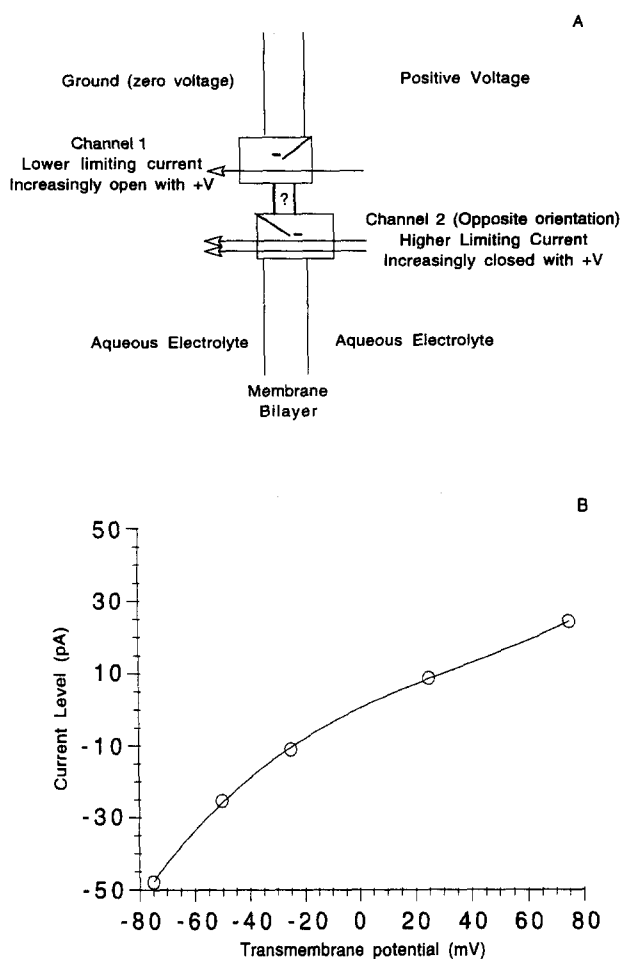 A
Ground (zero voltage)
Positive Voltage
Channel 1
Lower limiting current
Increasingly open with +V
?
Channel 2 (Opposite orientation)
Higher Limiting Current
Increasingly closed with +V
Aqueous Electrolyte
Aqueous Electrolyte
Membrane
Bilayer
B
50
30
10
-10
-30
-50
Current Level (pA)
-80 -60 -40 -20 0 20 40 60 80
Transmembrane potential (mV)